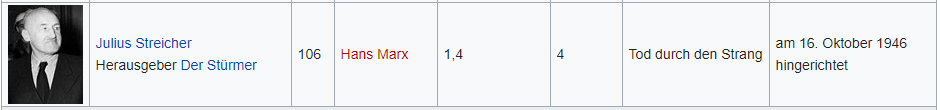 Julius Streicher
Herausgeber Der Stürmer
106
Hans Marx
1,4
4
Tod durch den Strang
am 16. Oktober 1946
hingerichtet